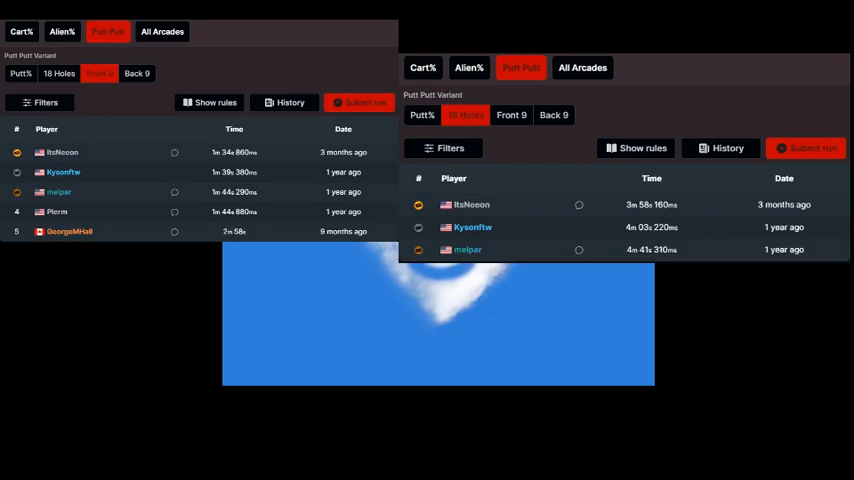 Cart% Alien% Putt Putt All Arcades
Putt Putt Variant
Putt% 18 Holes Front 9 Back 9
Filters Show rules History Submit run
# Player Time Date
ItsNeeon 1m 34s 860ms 3 months ago
Kysonftw 1m 39s 380ms 1 year ago
melpar 1m 44s 290ms 1 year ago
4 Plerm 1m 44s 880ms 1 year ago
5 GeorgeMHall 2m 58s 9 months ago
Cart% Alien% Putt Putt All Arcades
Putt Putt Variant
Putt% 18 Holes Front 9 Back 9
Filters Show rules History Submit run
# Player Time Date
ItsNeeon 3m 58s 160ms 3 months ago
Kysonftw 4m 03s 220ms 1 year ago
melpar 4m 41s 310ms 1 year ago